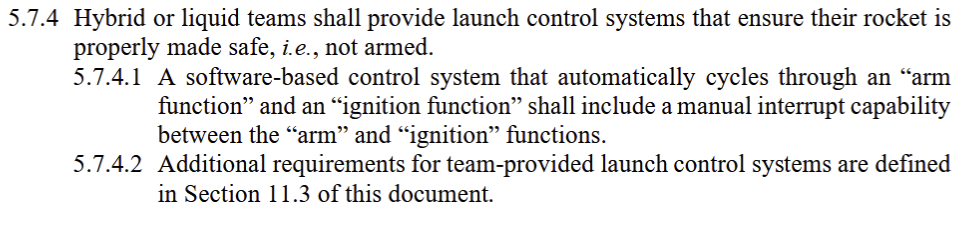 5.7.4 Hybrid or liquid teams shall provide launch control systems that ensure their rocket is
properly made safe, i.e., not armed.
5.7.4.1 A software-based control system that automatically cycles through an “arm
function” and an “ignition function” shall include a manual interrupt capability
between the “arm” and “ignition” functions.
5.7.4.2 Additional requirements for team-provided launch control systems are defined
in Section 11.3 of this document.